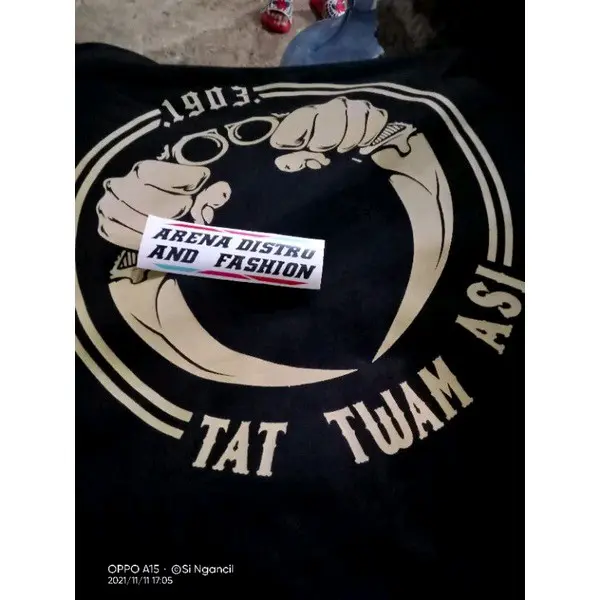 .1903.
ARENA DISTRO
AND FASHION
TAT TWAM ASI
OPPO A15 · ©Si Ngancil
2021/11/11 17:05